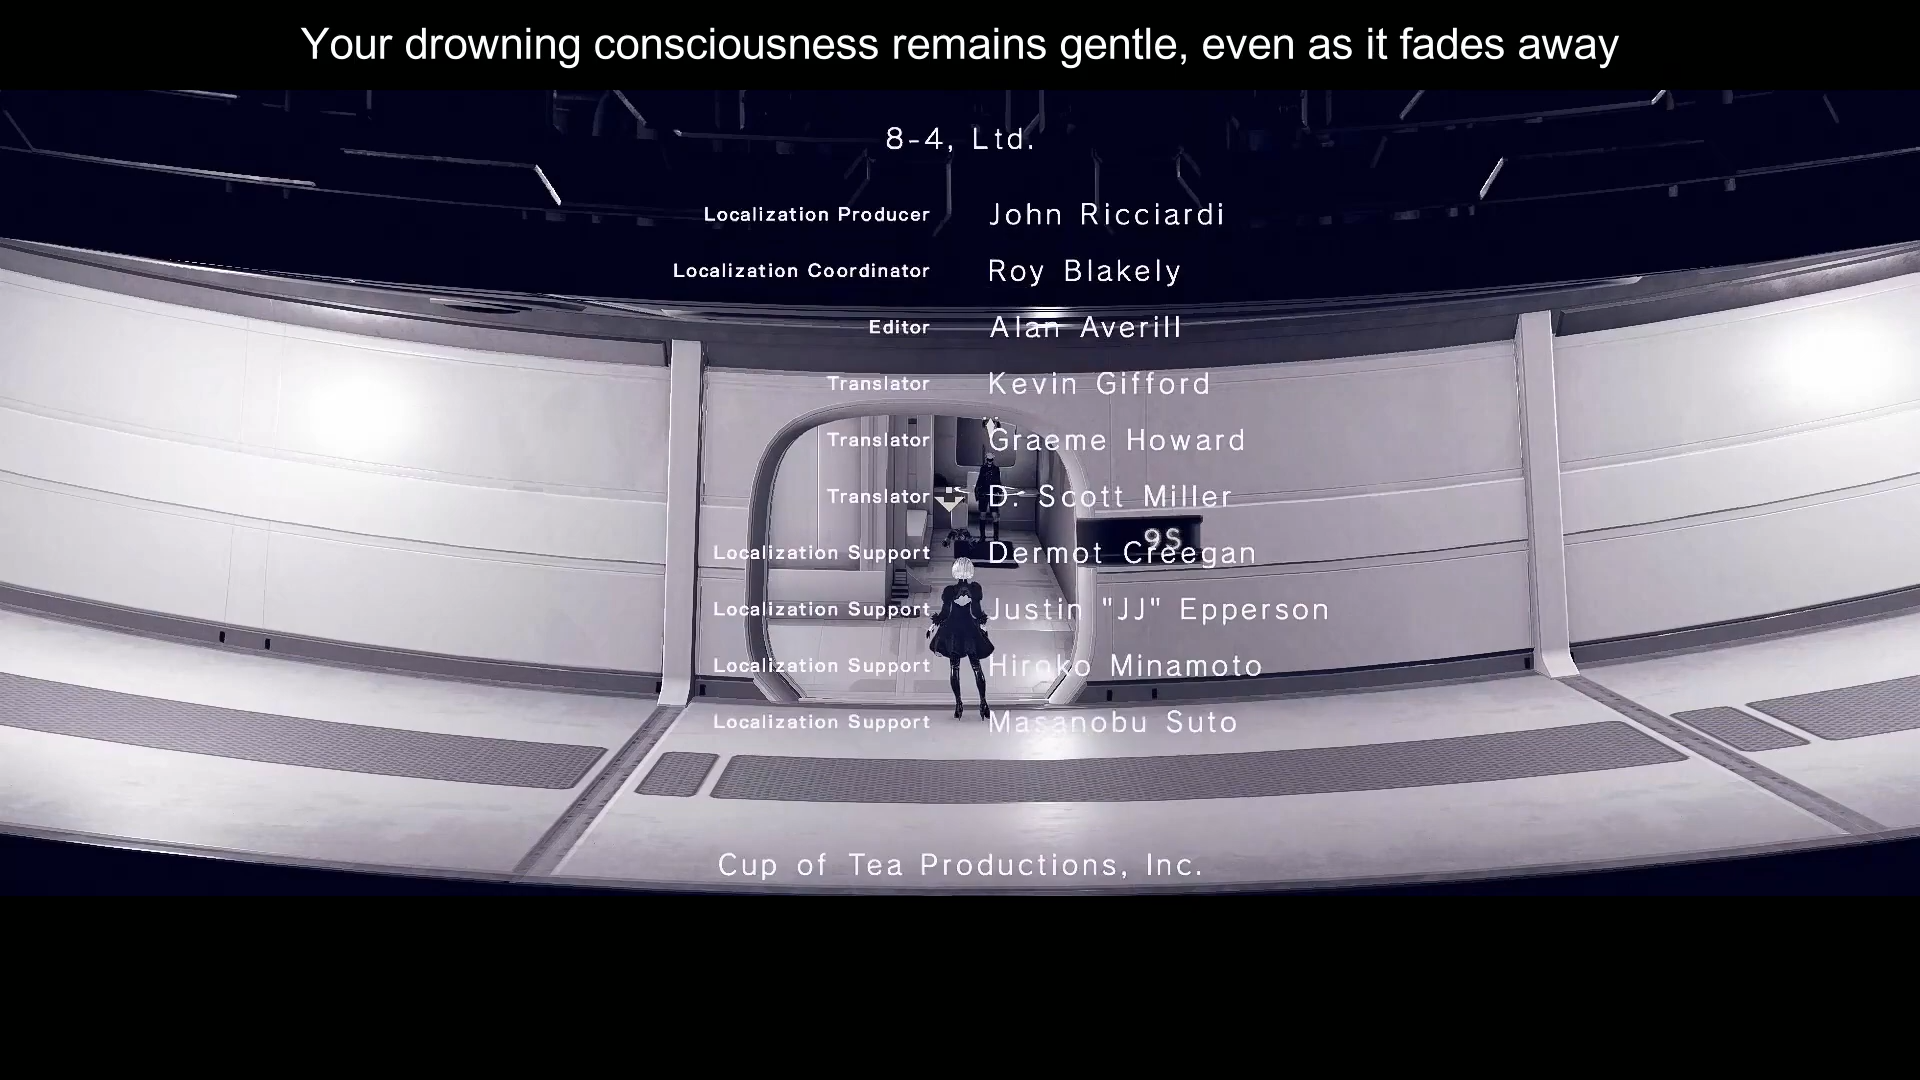 Your drowning consciousness remains gentle, even as it fades away
8-4, Ltd.
Localization Producer John Ricciardi
Localization Coordinator Roy Blakely
Editor Alan Averill
Translator Kevin Gifford
Translator Graeme Howard
Translator D. Scott Miller
9S
Localization Support Dermot Creegan
Localization Support Justin "JJ" Epperson
Localization Support Hiroko Minamoto
Localization Support Masanobu Suto
Cup of Tea Productions, Inc.